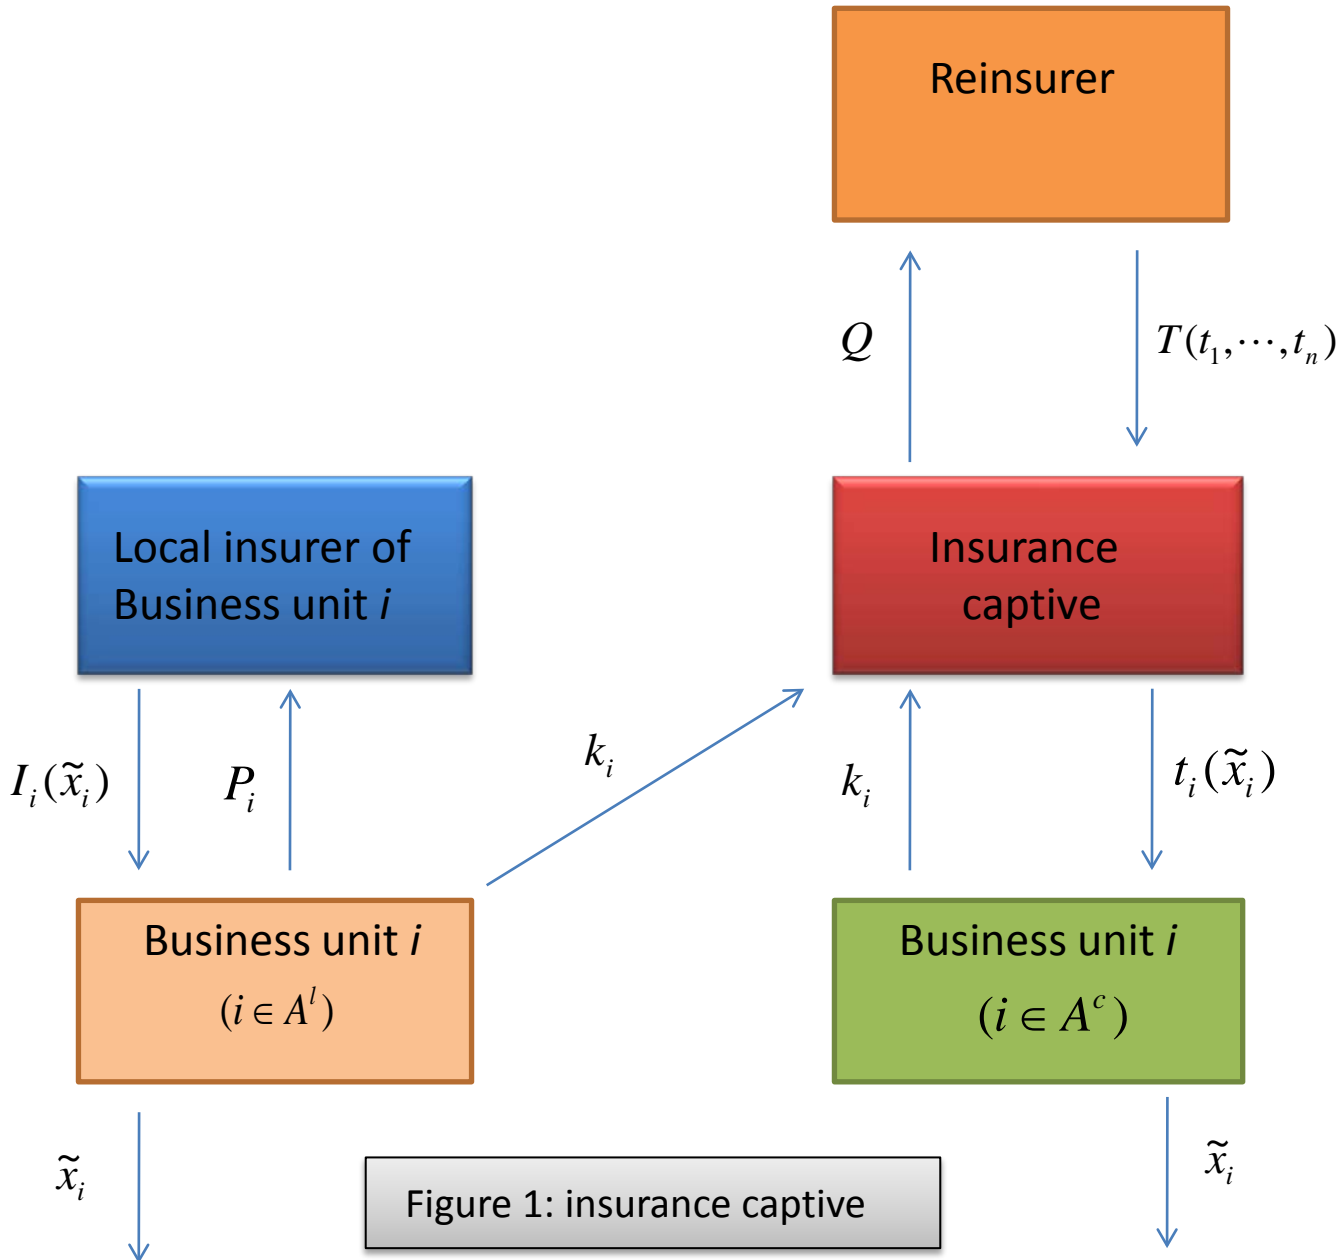 Reinsurer
Q
T(t₁,⋯,tₙ)
Local insurer of
Business unit i
Insurance
captive
Iᵢ(x̃ᵢ)
Pᵢ
kᵢ
kᵢ
tᵢ(x̃ᵢ)
Business unit i
(i ∈ Aˡ)
Business unit i
(i ∈ Aᶜ)
x̃ᵢ
x̃ᵢ
Figure 1: insurance captive